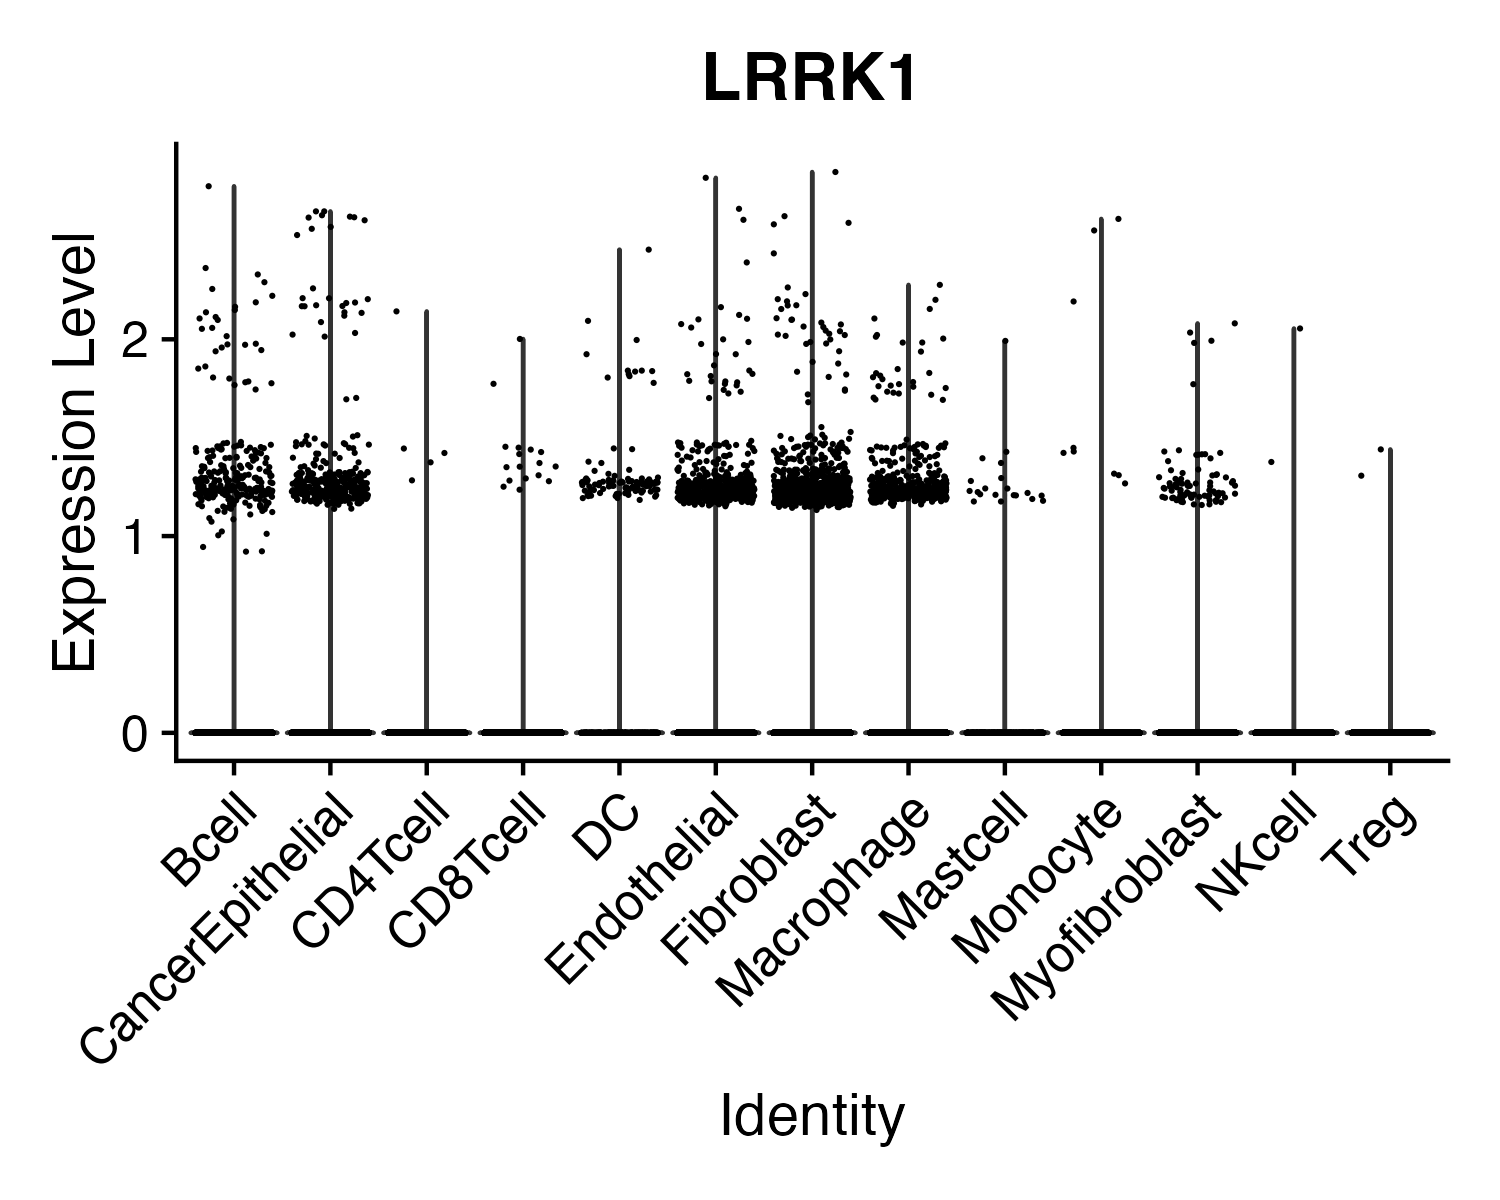 LRRK1
Expression Level
2
1
0
Bcell
CancerEpithelial
CD4Tcell
CD8Tcell
DC
Endothelial
Fibroblast
Macrophage
Mastcell
Monocyte
Myofibroblast
NKcell
Treg
Identity